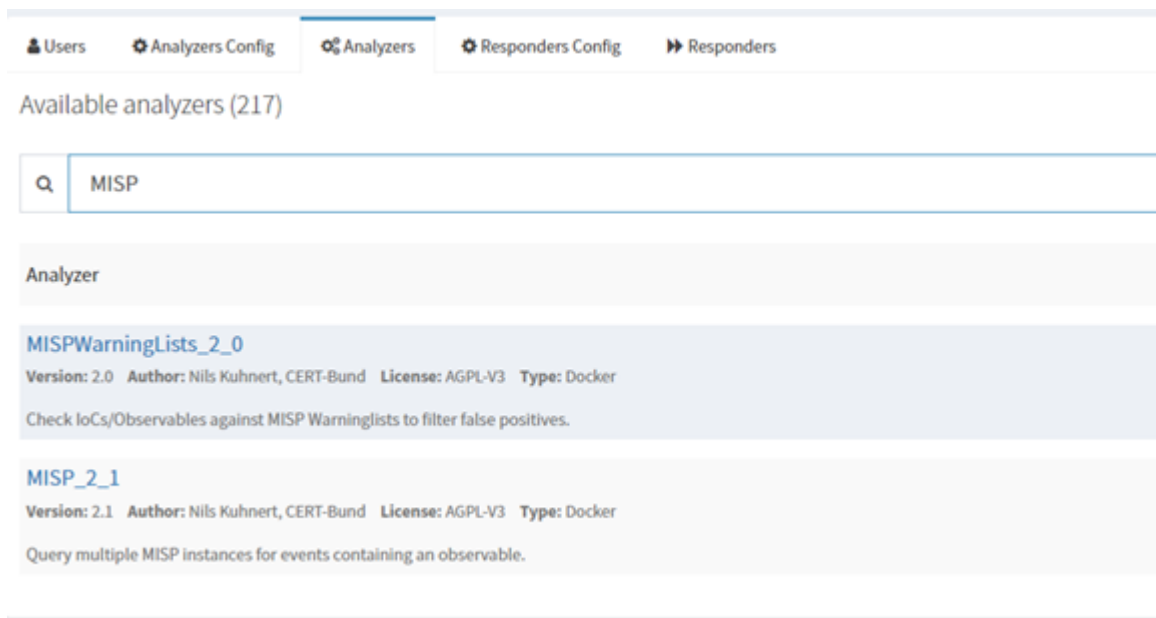 Users Analyzers Config Analyzers Responders Config Responders
Available analyzers (217)
MISP
Analyzer
MISPWarningLists_2_0
Version: 2.0 Author: Nils Kuhnert, CERT-Bund License: AGPL-V3 Type: Docker
Check IoCs/Observables against MISP Warninglists to filter false positives.
MISP_2_1
Version: 2.1 Author: Nils Kuhnert, CERT-Bund License: AGPL-V3 Type: Docker
Query multiple MISP instances for events containing an observable.